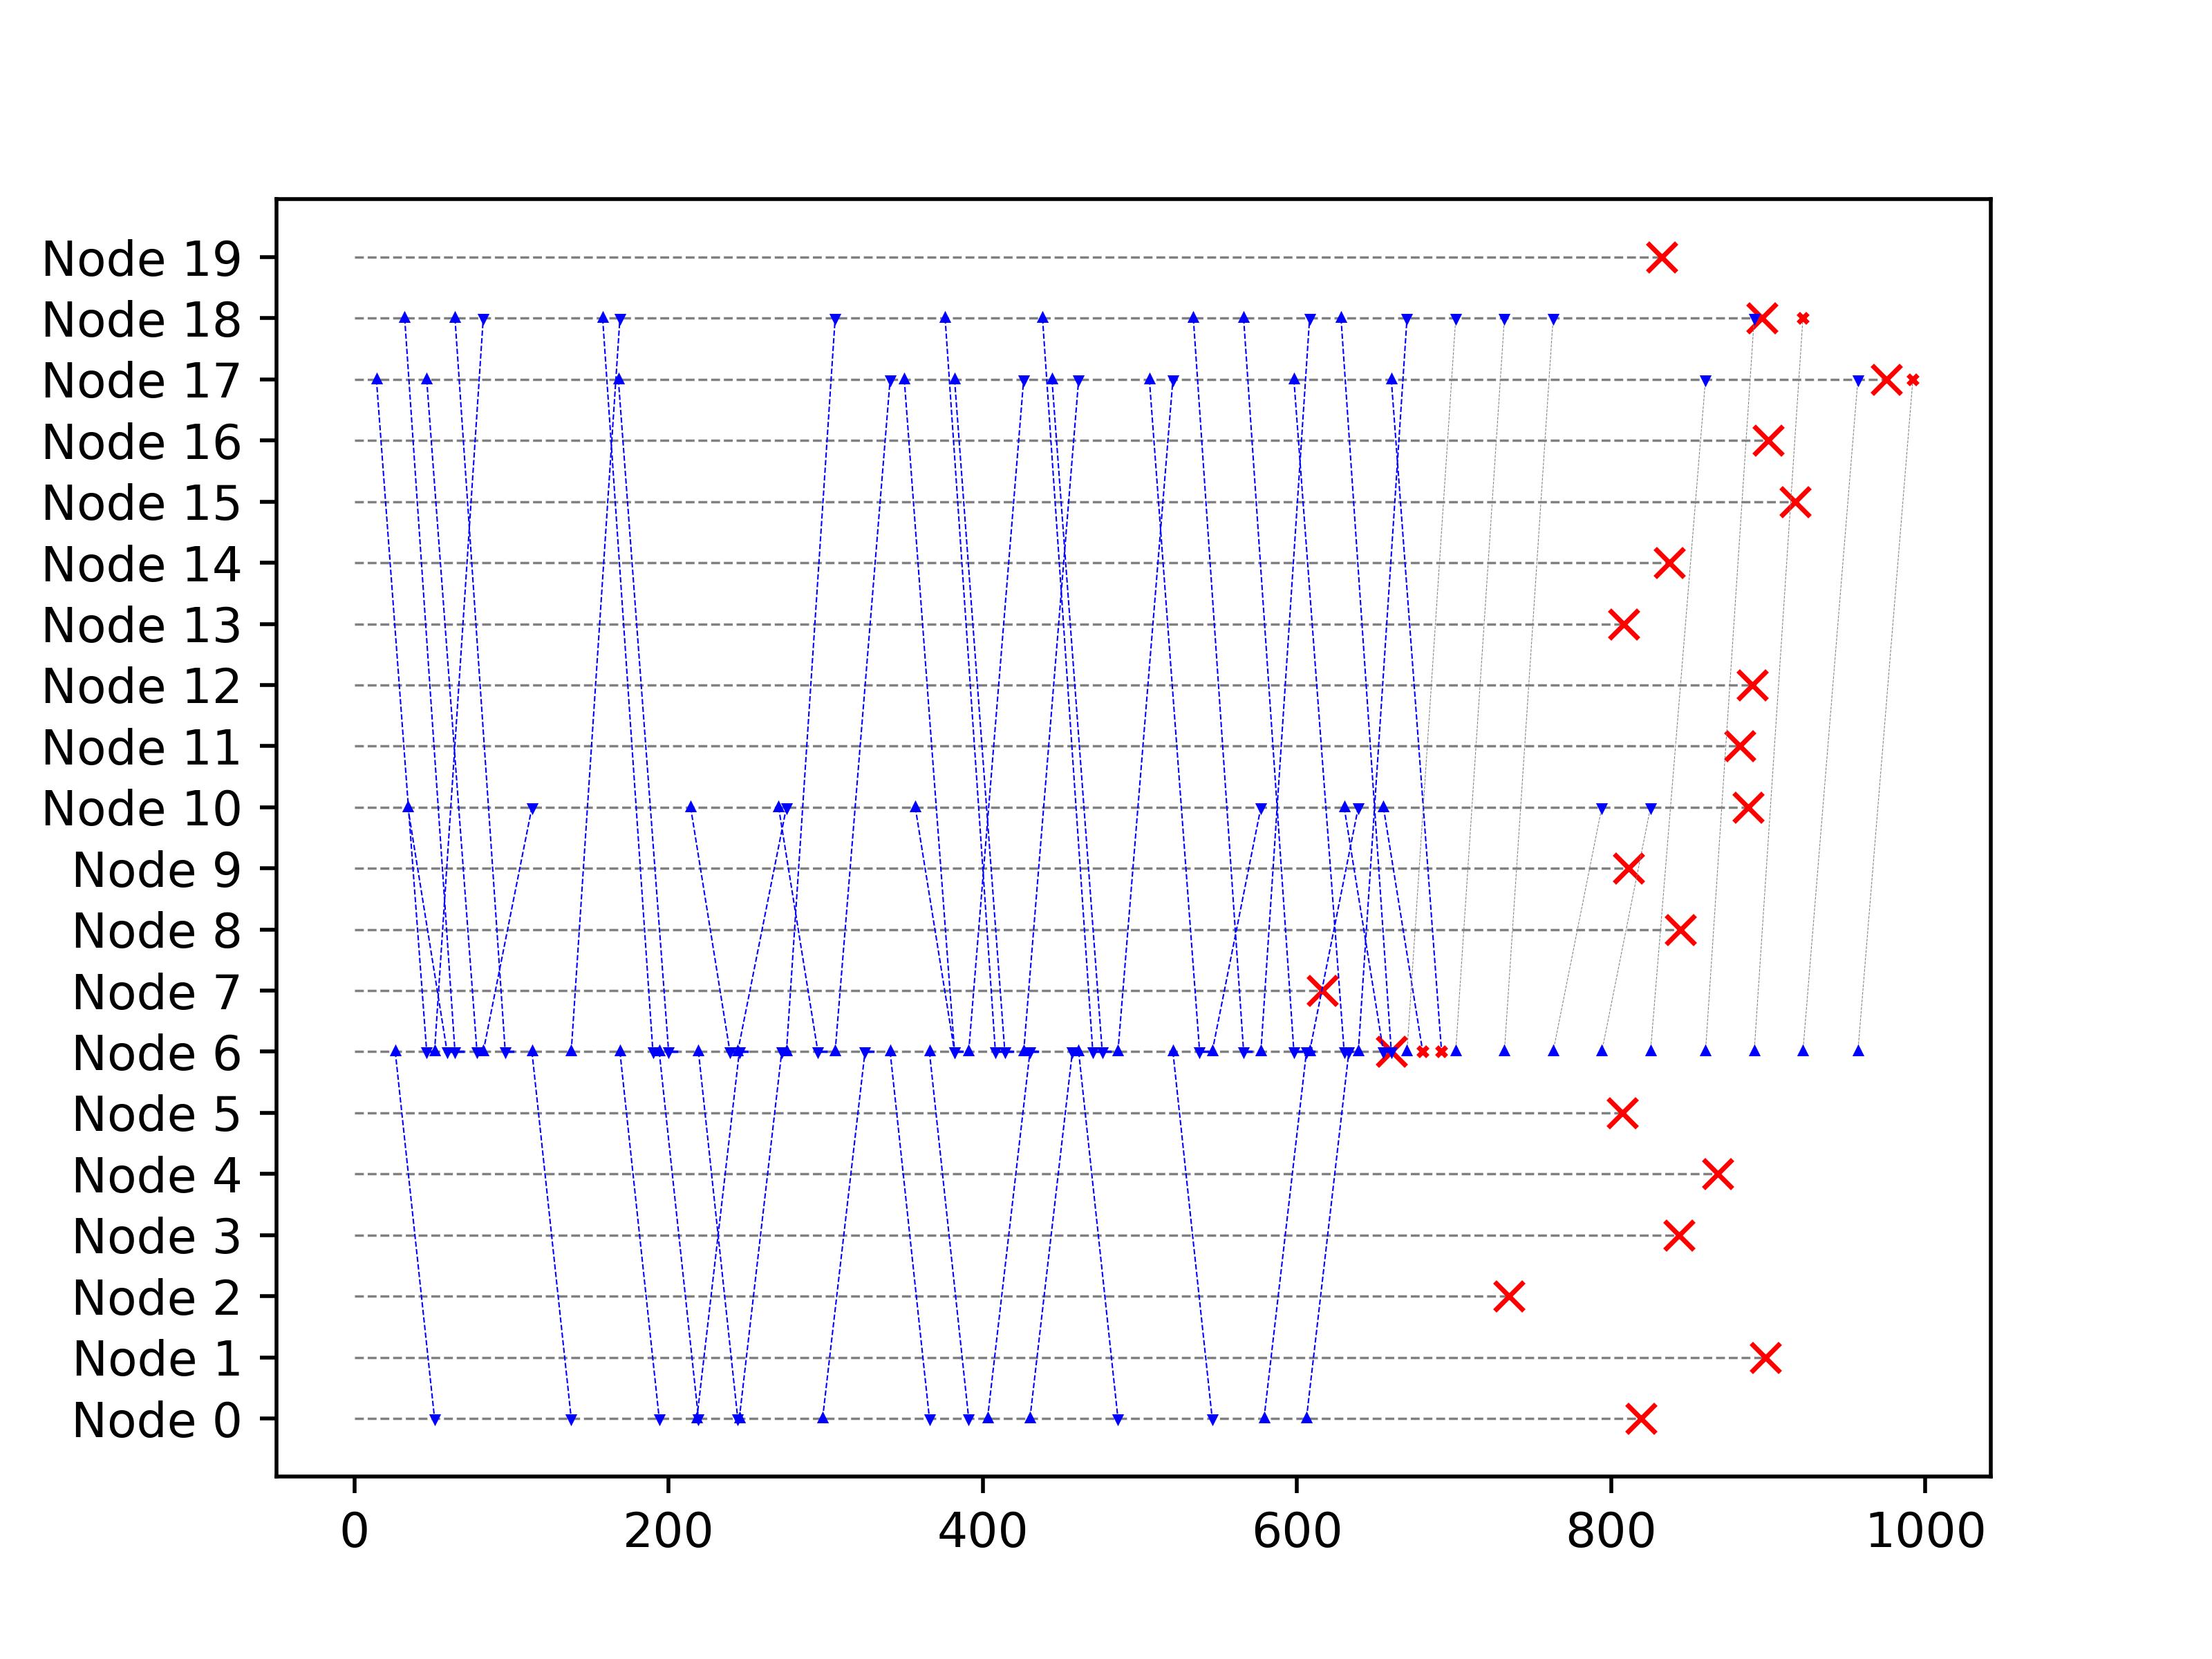 Node 19
Node 18
Node 17
Node 16
Node 15
Node 14
Node 13
Node 12
Node 11
Node 10
Node 9
Node 8
Node 7
Node 6
Node 5
Node 4
Node 3
Node 2
Node 1
Node 0
0 200 400 600 800 1000